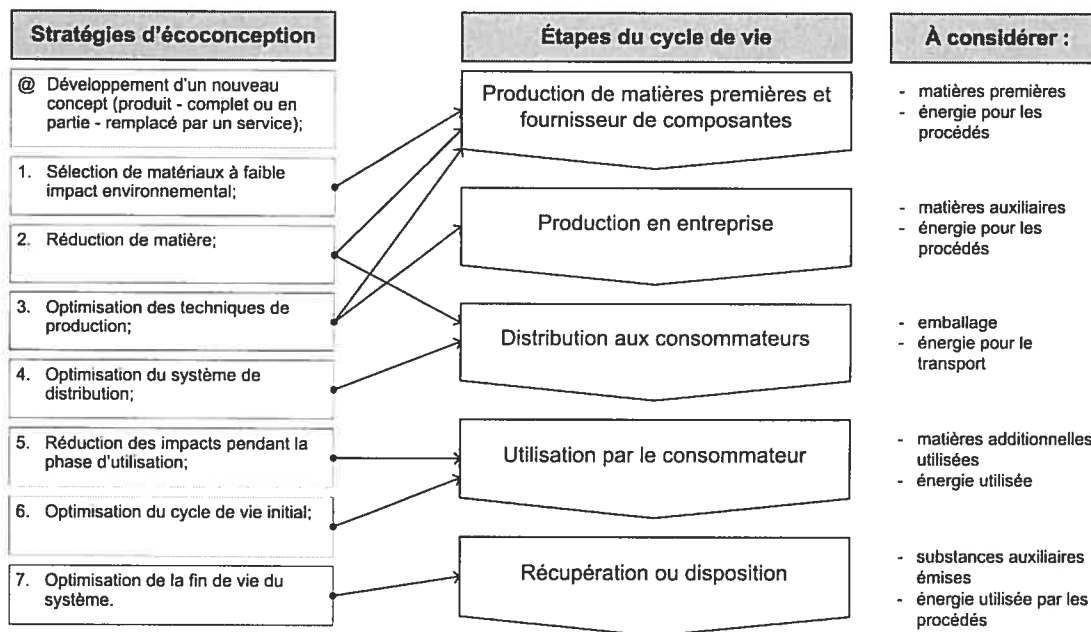 Stratégies d'écoconception
@ Développement d'un nouveau
concept (produit - complet ou en
partie - remplacé par un service);
1. Sélection de matériaux à faible
impact environnemental;
2. Réduction de matière;
3. Optimisation des techniques de
production;
4. Optimisation du système de
distribution;
5. Réduction des impacts pendant la
phase d'utilisation;
6. Optimisation du cycle de vie initial;
7. Optimisation de la fin de vie du
système.
Étapes du cycle de vie
Production de matières premières et
fournisseur de composantes
Production en entreprise
Distribution aux consommateurs
Utilisation par le consommateur
Récupération ou disposition
À considérer :
- matières premières
- énergie pour les
procédés
- matières auxiliaires
- énergie pour les
procédés
- emballage
- énergie pour le
transport
- matières additionnelles
utilisées
- énergie utilisée
- substances auxiliaires
émises
- énergie utilisée par les
procédés